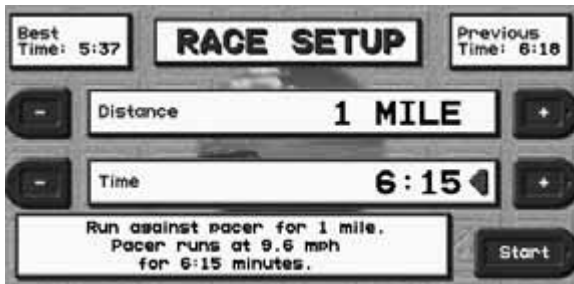 Best
Time: 5:37
RACE SETUP
Previous
Time: 6:18
-
Distance
1 MILE
+
-
Time
6:15
+
Run against pacer for 1 mile.
Pacer runs at 9.6 mph
for 6:15 minutes.
Start